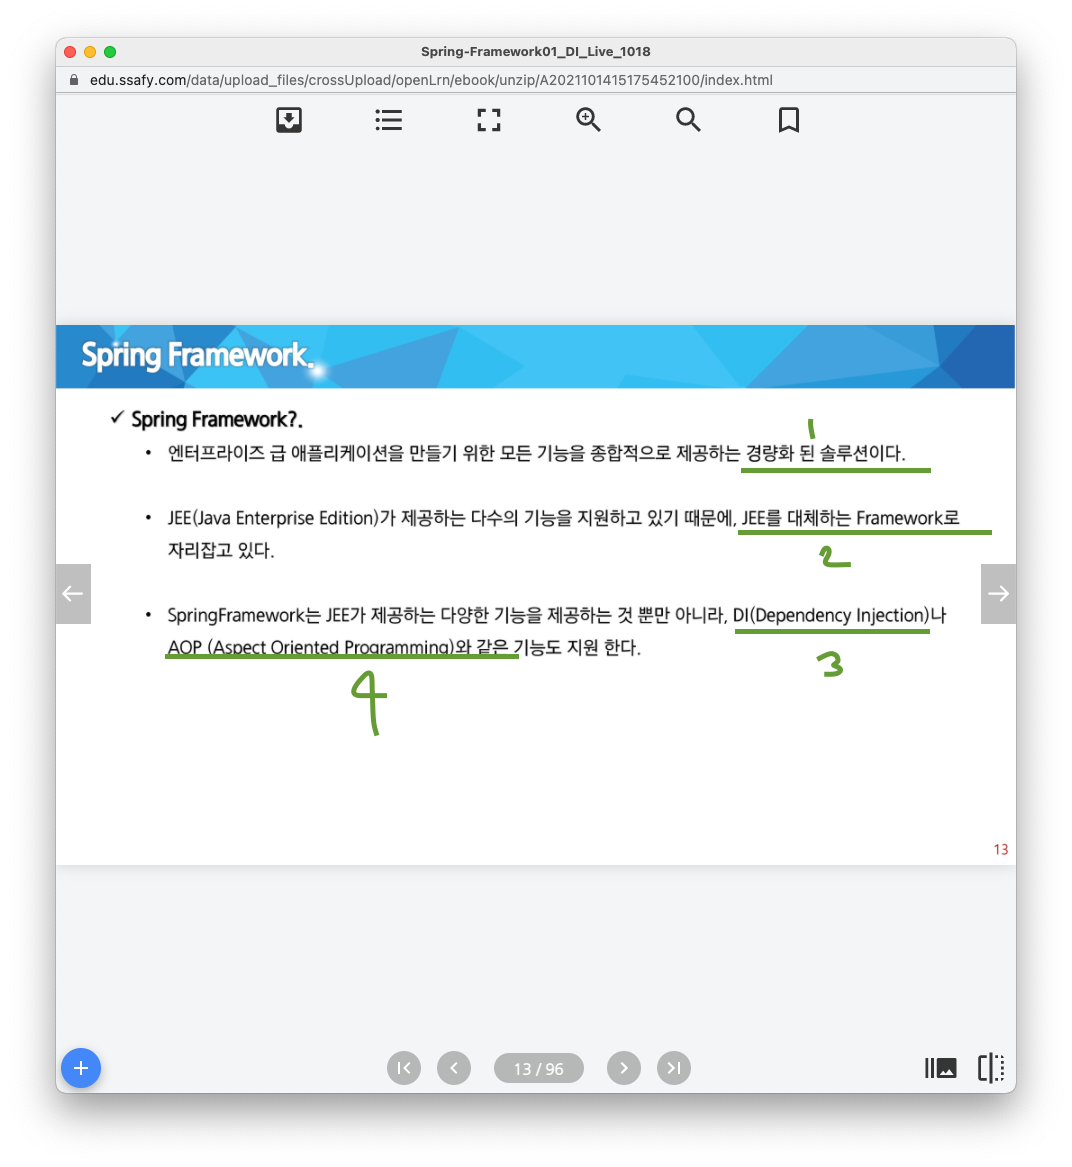 Spring-Framework01_DI_Live_1018
edu.ssafy.com/data/upload_files/crossUpload/openLrn/ebook/unzip/A2021101415175452100/index.html
Spring Framework.
✓ Spring Framework?.
1
• 엔터프라이즈 급 애플리케이션을 만들기 위한 모든 기능을 종합적으로 제공하는 경량화 된 솔루션이다.
• JEE(Java Enterprise Edition)가 제공하는 다수의 기능을 지원하고 있기 때문에, JEE를 대체하는 Framework로
자리잡고 있다.
2
• SpringFramework는 JEE가 제공하는 다양한 기능을 제공하는 것 뿐만 아니라, DI(Dependency Injection)나
AOP (Aspect Oriented Programming)와 같은 기능도 지원 한다.
3
4
13
13 / 96